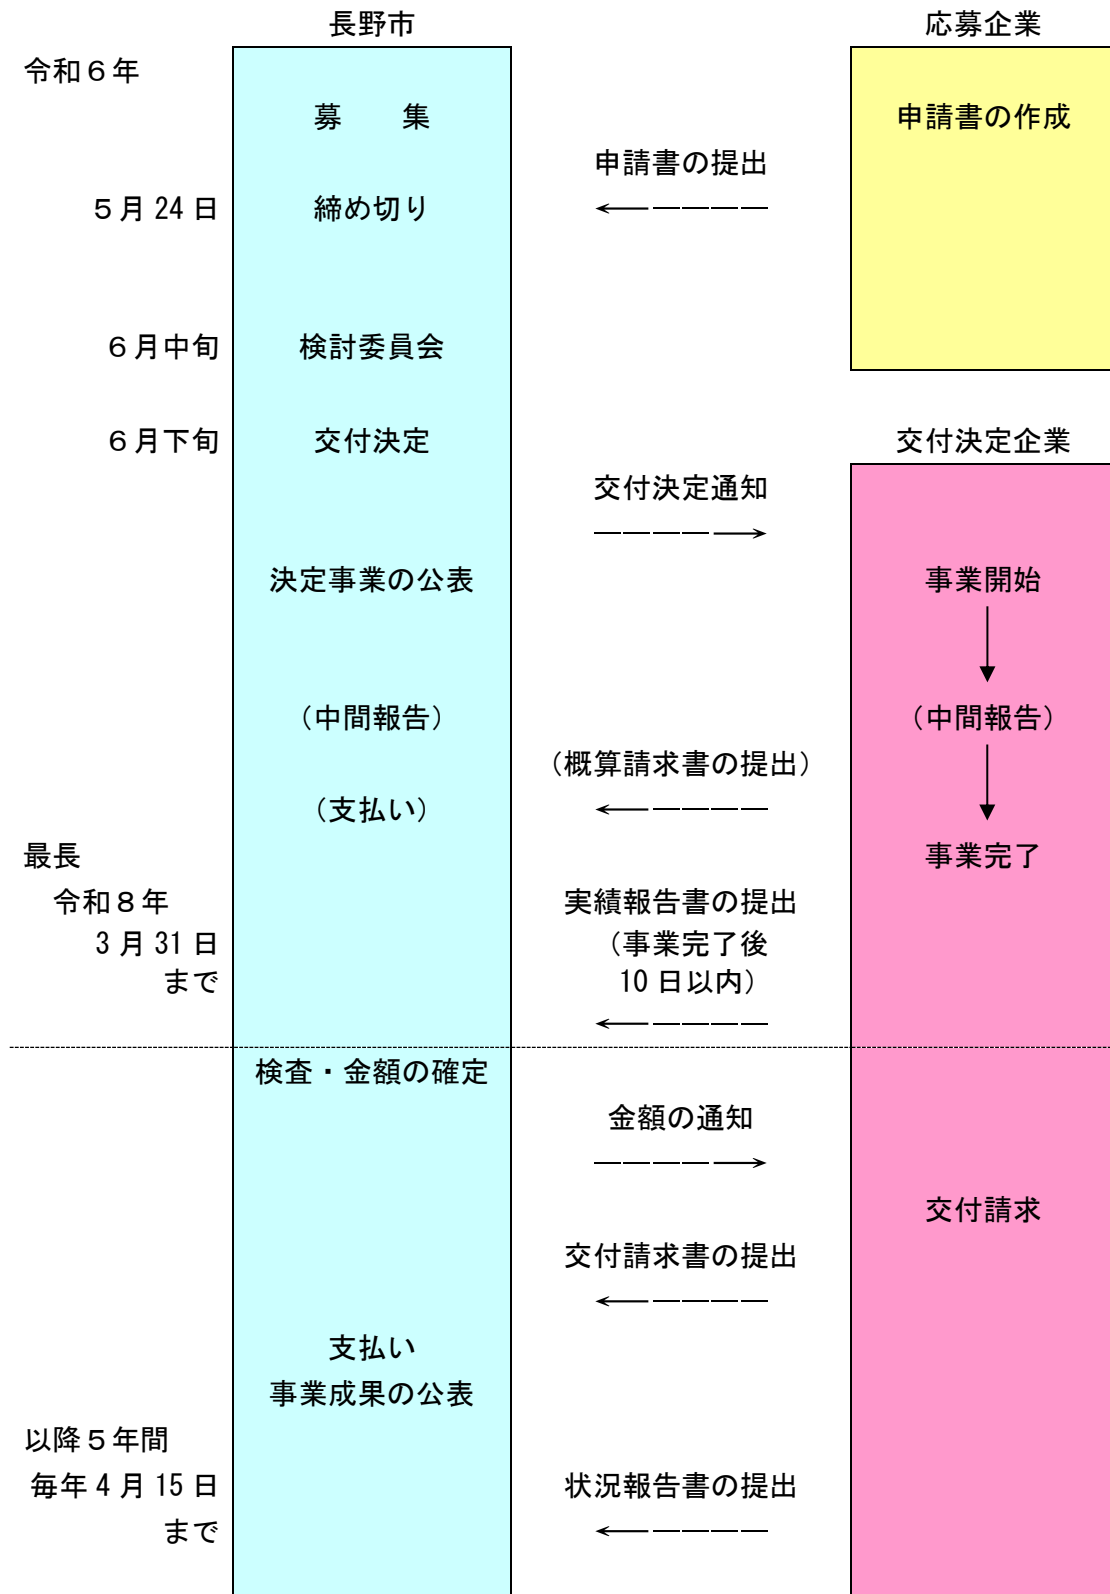 長野市
応募企業
令和６年
募　　集
申請書の作成
申請書の提出
５月 24 日
締め切り
６月中旬
検討委員会
６月下旬
交付決定
交付決定企業
交付決定通知
決定事業の公表
事業開始
（中間報告）
（中間報告）
（概算請求書の提出）
（支払い）
最長
事業完了
令和８年
実績報告書の提出
3 月 31 日
（事業完了後
まで
10 日以内）
検査・金額の確定
金額の通知
交付請求
交付請求書の提出
支払い
事業成果の公表
以降５年間
毎年 4 月 15 日
状況報告書の提出
まで